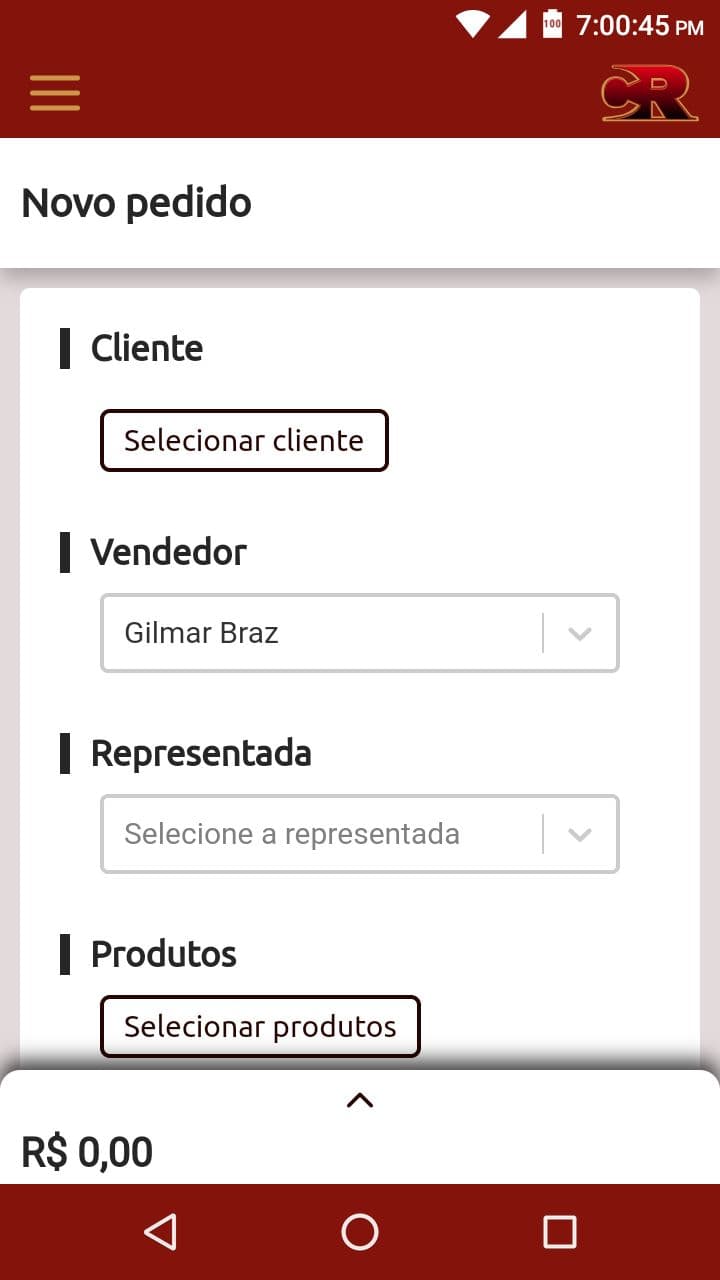 100 7:00:45 PM
CR
Novo pedido
Cliente
Selecionar cliente
Vendedor
Gilmar Braz
Representada
Selecione a representada
Produtos
Selecionar produtos
R$ 0,00